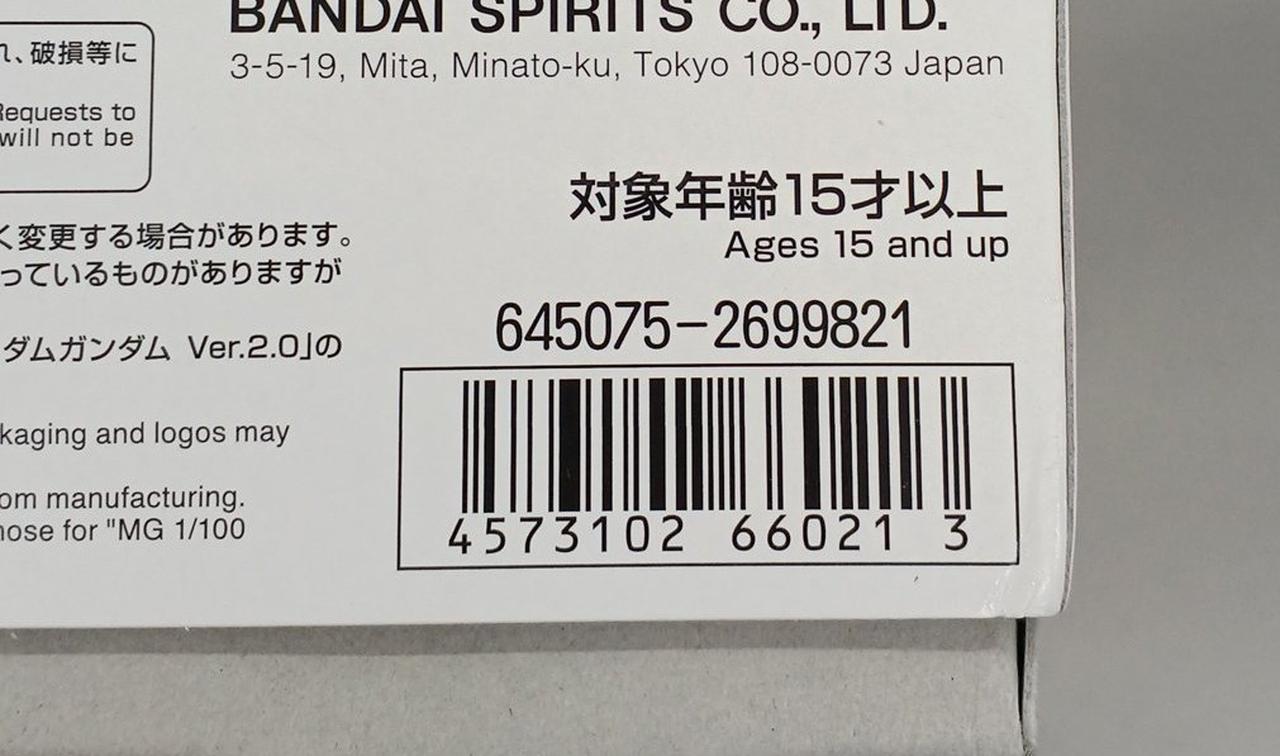 BANDAI SPIRITS CO., LTD.
3-5-19, Mita, Minato-ku, Tokyo 108-0073 Japan
れ、破損等に
Requests to
will not be
対象年齢15才以上
Ages 15 and up
く変更する場合があります。
っているものがありますが
ダムガンダム Ver.2.0」の
kaging and logos may
om manufacturing.
hose for "MG 1/100
645075-2699821
4573102 66021 3